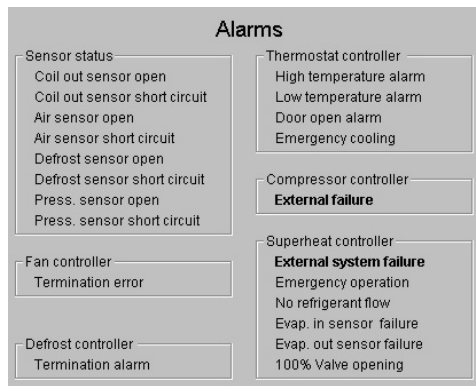 Alarms
Sensor status
Coil out sensor open
Coil out sensor short circuit
Air sensor open
Air sensor short circuit
Defrost sensor open
Defrost sensor short circuit
Press. sensor open
Press. sensor short circuit
Fan controller
Termination error
Defrost controller
Termination alarm
Thermostat controller
High temperature alarm
Low temperature alarm
Door open alarm
Emergency cooling
Compressor controller
External failure
Superheat controller
External system failure
Emergency operation
No refrigerant flow
Evap. in sensor failure
Evap. out sensor failure
100% Valve opening